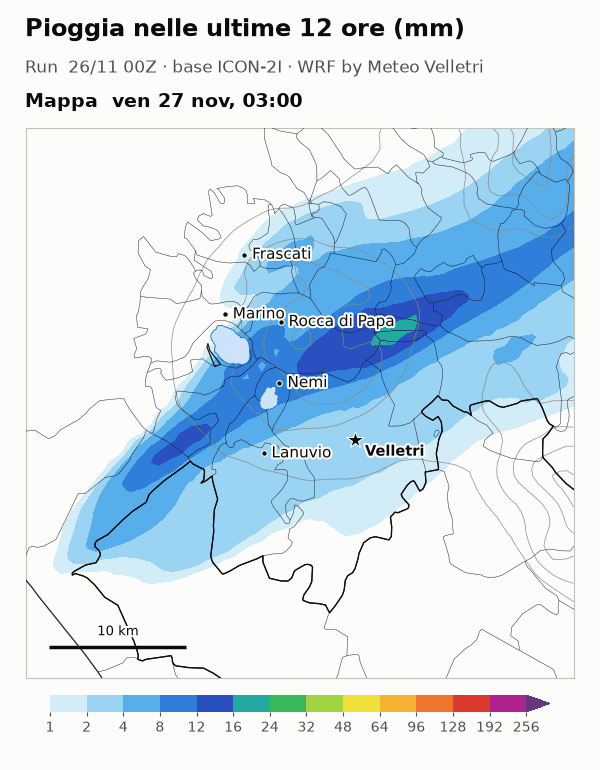 Pioggia nelle ultime 12 ore (mm)
Run  26/11 00Z · base ICON-2I · WRF by Meteo Velletri
Mappa  ven 27 nov, 03:00
Frascati
Marino
Rocca di Papa
Nemi
Velletri
Lanuvio
10 km
1 2 4 8 12 16 24 32 48 64 96 128 192 256